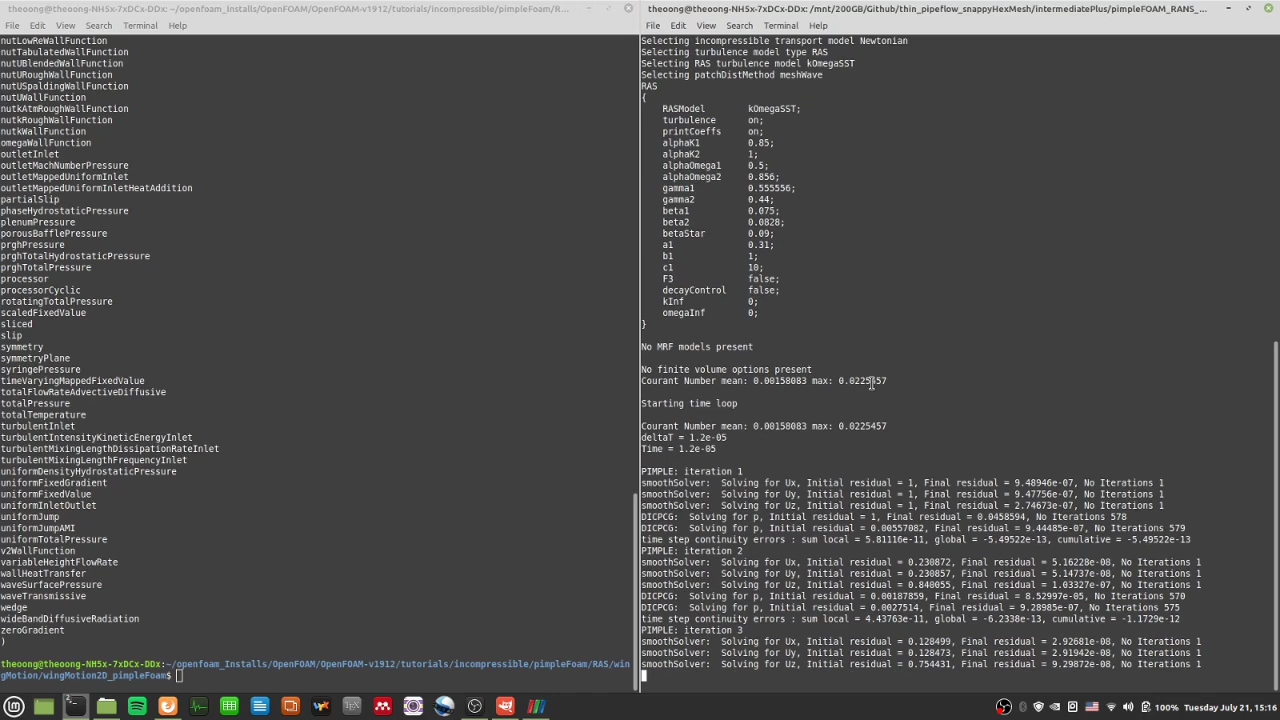 theoong@theoong-NH5x-7xDCx-DDx: ~/openfoam_Installs/OpenFOAM/OpenFOAM-v1912/tutorials/incompressible/pimpleFoam/R...
File Edit View Search Terminal Help
nutLowReWallFunction
nutTabulatedWallFunction
nutUBlendedWallFunction
nutURoughWallFunction
nutUSpaldingWallFunction
nutUWallFunction
nutkAtmRoughWallFunction
nutkRoughWallFunction
nutkWallFunction
omegaWallFunction
outletInlet
outletMachNumberPressure
outletMappedUniformInlet
outletMappedUniformInletHeatAddition
partialSlip
phaseHydrostaticPressure
plenumPressure
porousBafflePressure
prghPressure
prghTotalHydrostaticPressure
prghTotalPressure
processor
processorCyclic
rotatingTotalPressure
scaledFixedValue
sliced
slip
symmetry
symmetryPlane
syringePressure
timeVaryingMappedFixedValue
totalFlowRateAdvectiveDiffusive
totalPressure
totalTemperature
turbulentInlet
turbulentIntensityKineticEnergyInlet
turbulentMixingLengthDissipationRateInlet
turbulentMixingLengthFrequencyInlet
uniformDensityHydrostaticPressure
uniformFixedGradient
uniformFixedValue
uniformInletOutlet
uniformJump
uniformJumpAMI
uniformTotalPressure
v2WallFunction
variableHeightFlowRate
wallHeatTransfer
waveSurfacePressure
waveTransmissive
wedge
wideBandDiffusiveRadiation
zeroGradient
)
theoong@theoong-NH5x-7xDCx-DDx:~/openfoam_Installs/OpenFOAM/OpenFOAM-v1912/tutorials/incompressible/pimpleFoam/RAS/win
gMotion/wingMotion2D_pimpleFoam$
theoong@theoong-NH5x-7xDCx-DDx: /mnt/200GB/Github/thin_pipeflow_snappyHexMesh/intermediatePlus/pimpleFOAM_RANS_...
File Edit View Search Terminal Help
Selecting incompressible transport model Newtonian
Selecting turbulence model type RAS
Selecting RAS turbulence model kOmegaSST
Selecting patchDistMethod meshWave
RAS
{
RASModel kOmegaSST;
turbulence on;
printCoeffs on;
alphaK1 0.85;
alphaK2 1;
alphaOmega1 0.5;
alphaOmega2 0.856;
gamma1 0.555556;
gamma2 0.44;
beta1 0.075;
beta2 0.0828;
betaStar 0.09;
a1 0.31;
b1 1;
c1 10;
F3 false;
decayControl false;
kInf 0;
omegaInf 0;
}
No MRF models present
No finite volume options present
Courant Number mean: 0.00158083 max: 0.0225457
Starting time loop
Courant Number mean: 0.00158083 max: 0.0225457
deltaT = 1.2e-05
Time = 1.2e-05
PIMPLE: iteration 1
smoothSolver: Solving for Ux, Initial residual = 1, Final residual = 9.48946e-07, No Iterations 1
smoothSolver: Solving for Uy, Initial residual = 1, Final residual = 9.47756e-07, No Iterations 1
smoothSolver: Solving for Uz, Initial residual = 1, Final residual = 2.74673e-07, No Iterations 1
DICPCG: Solving for p, Initial residual = 1, Final residual = 0.0458594, No Iterations 578
DICPCG: Solving for p, Initial residual = 0.00557082, Final residual = 9.44485e-07, No Iterations 579
time step continuity errors : sum local = 5.81116e-11, global = -5.49522e-13, cumulative = -5.49522e-13
PIMPLE: iteration 2
smoothSolver: Solving for Ux, Initial residual = 0.230872, Final residual = 5.16228e-08, No Iterations 1
smoothSolver: Solving for Uy, Initial residual = 0.230857, Final residual = 5.14737e-08, No Iterations 1
smoothSolver: Solving for Uz, Initial residual = 0.840055, Final residual = 1.03327e-07, No Iterations 1
DICPCG: Solving for p, Initial residual = 0.00187859, Final residual = 8.52997e-05, No Iterations 570
DICPCG: Solving for p, Initial residual = 0.0027514, Final residual = 9.28985e-07, No Iterations 575
time step continuity errors : sum local = 4.43763e-11, global = -6.2338e-13, cumulative = -1.1729e-12
PIMPLE: iteration 3
smoothSolver: Solving for Ux, Initial residual = 0.128499, Final residual = 2.92681e-08, No Iterations 1
smoothSolver: Solving for Uy, Initial residual = 0.128473, Final residual = 2.91942e-08, No Iterations 1
smoothSolver: Solving for Uz, Initial residual = 0.754431, Final residual = 9.29872e-08, No Iterations 1
100% Tuesday July 21, 15:16